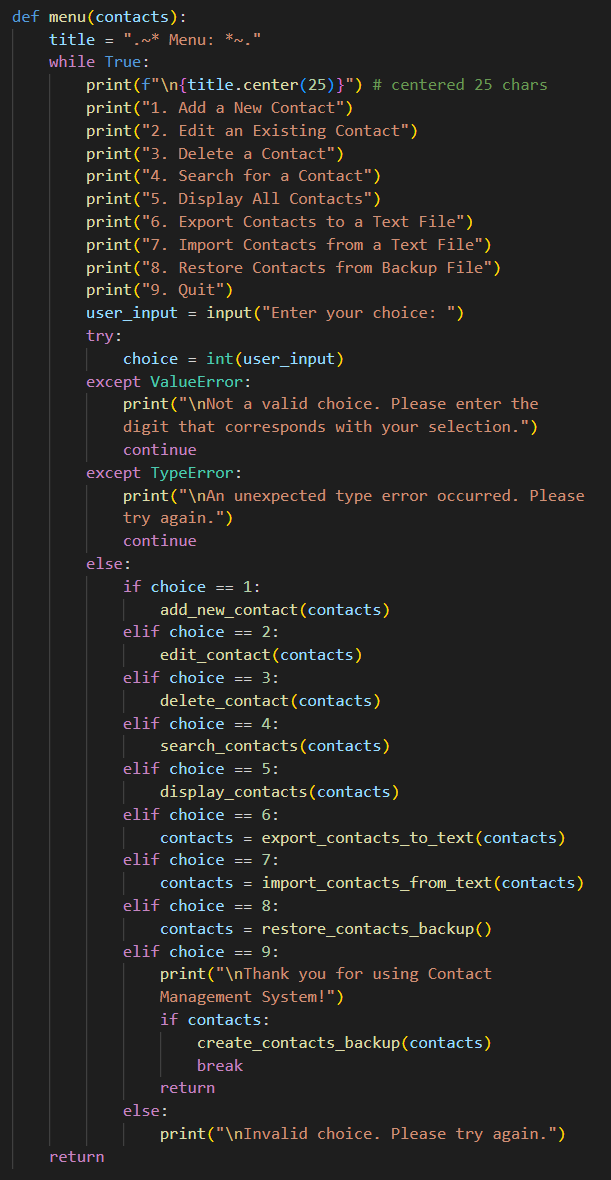 def menu(contacts):
    title = ".~* Menu: *~."
    while True:
        print(f"\n{title.center(25)}") # centered 25 chars
        print("1. Add a New Contact")
        print("2. Edit an Existing Contact")
        print("3. Delete a Contact")
        print("4. Search for a Contact")
        print("5. Display All Contacts")
        print("6. Export Contacts to a Text File")
        print("7. Import Contacts from a Text File")
        print("8. Restore Contacts from Backup File")
        print("9. Quit")
        user_input = input("Enter your choice: ")
        try:
            choice = int(user_input)
        except ValueError:
            print("\nNot a valid choice. Please enter the
            digit that corresponds with your selection.")
            continue
        except TypeError:
            print("\nAn unexpected type error occurred. Please
            try again.")
            continue
        else:
            if choice == 1:
                add_new_contact(contacts)
            elif choice == 2:
                edit_contact(contacts)
            elif choice == 3:
                delete_contact(contacts)
            elif choice == 4:
                search_contacts(contacts)
            elif choice == 5:
                display_contacts(contacts)
            elif choice == 6:
                contacts = export_contacts_to_text(contacts)
            elif choice == 7:
                contacts = import_contacts_from_text(contacts)
            elif choice == 8:
                contacts = restore_contacts_backup()
            elif choice == 9:
                print("\nThank you for using Contact
                Management System!")
                if contacts:
                    create_contacts_backup(contacts)
                    break
                return
            else:
                print("\nInvalid choice. Please try again.")
    return